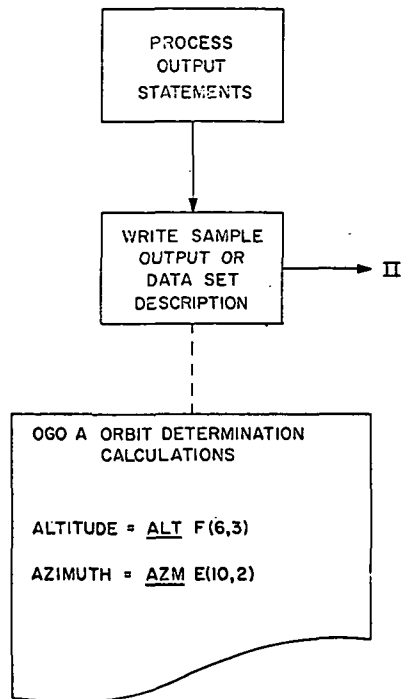 PROCESS
OUTPUT
STATEMENTS
WRITE SAMPLE
OUTPUT OR
DATA SET
DESCRIPTION
II
OGO A ORBIT DETERMINATION
CALCULATIONS
ALTITUDE = ALT F(6,3)
AZIMUTH = AZM E(10,2)